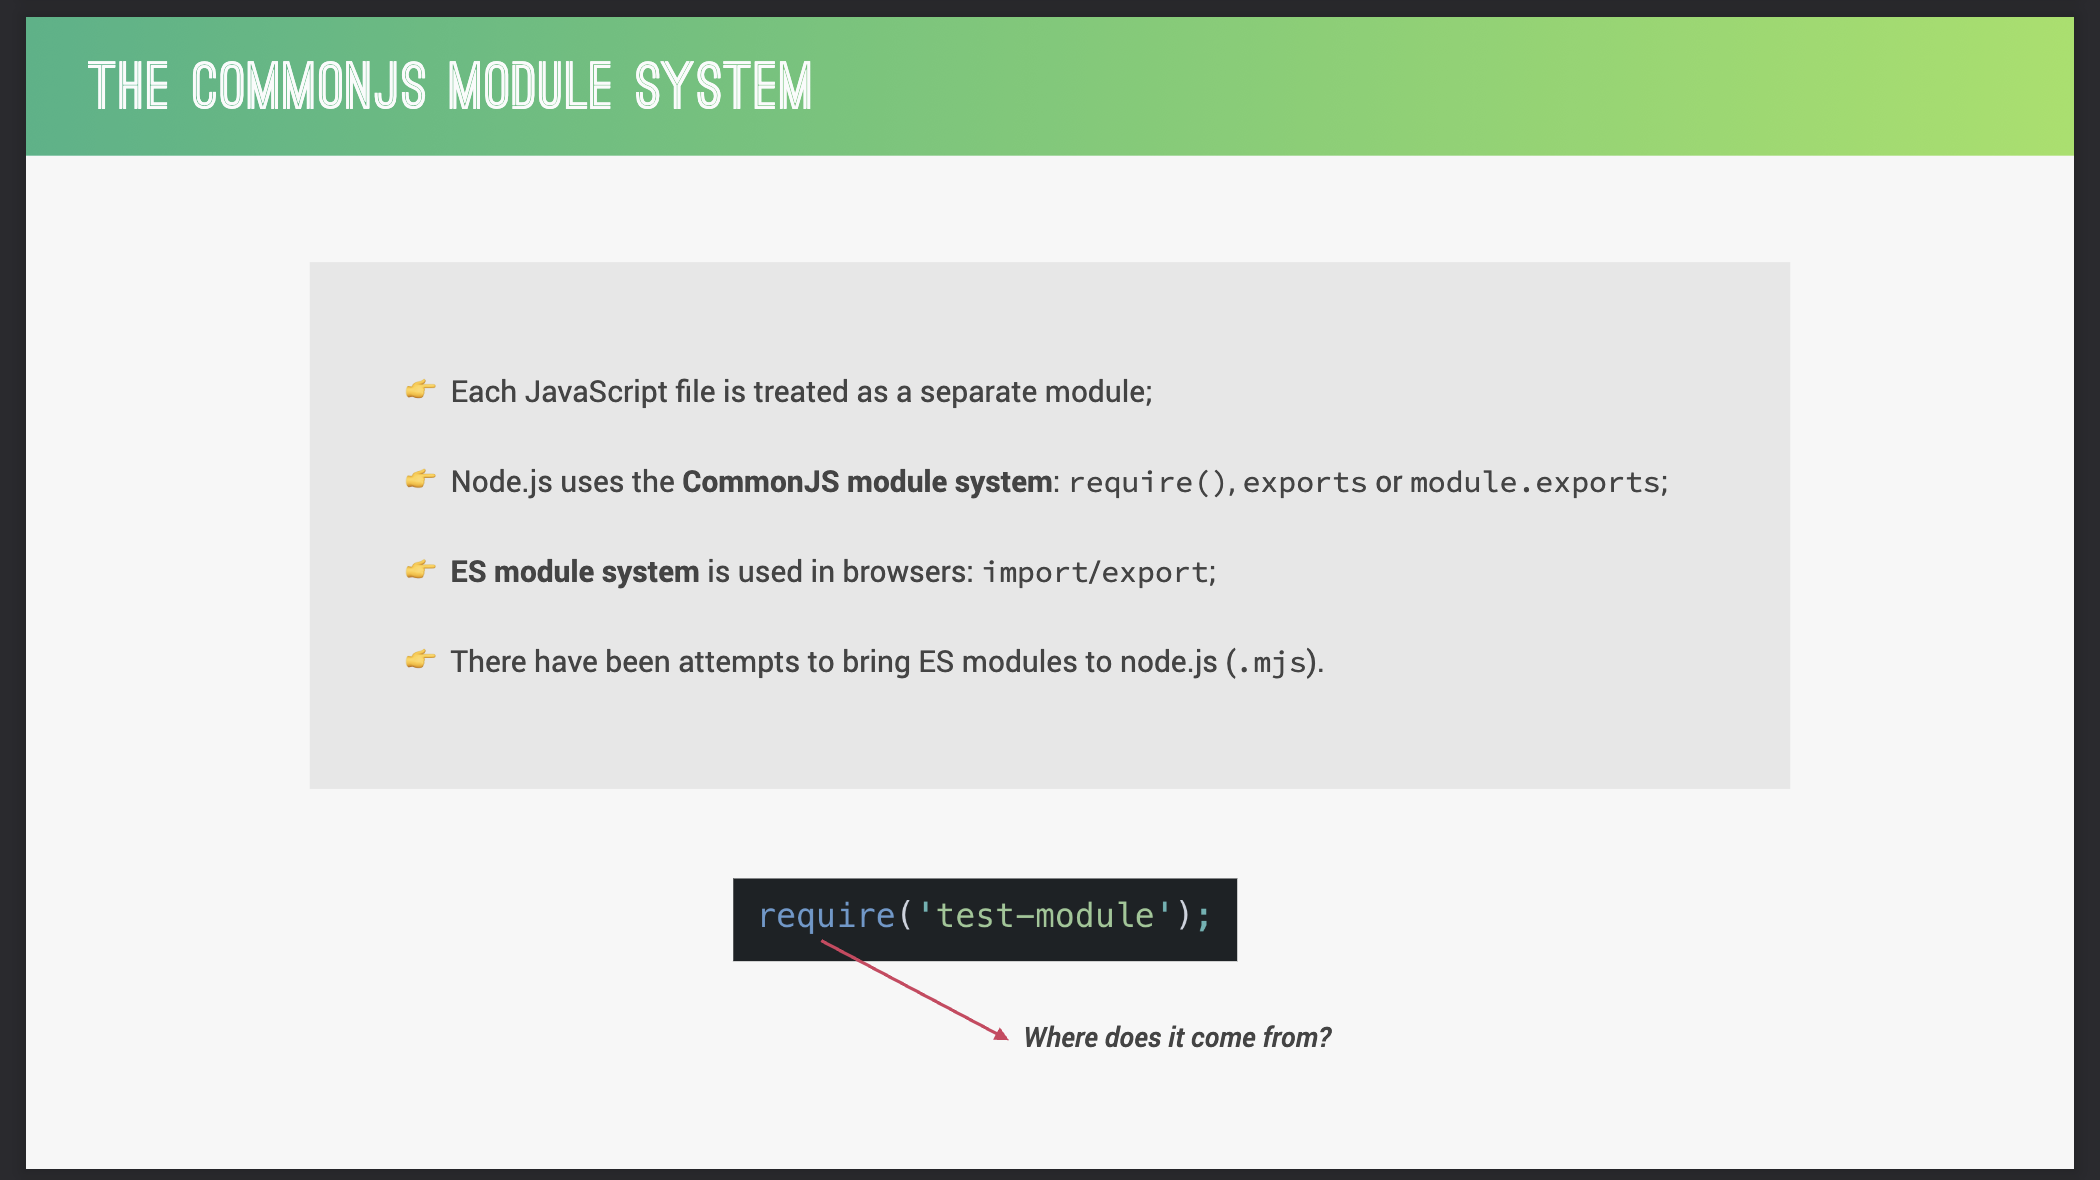 THE COMMONJS MODULE SYSTEM
👉 Each JavaScript file is treated as a separate module;
👉 Node.js uses the CommonJS module system: require(), exports or module.exports;
👉 ES module system is used in browsers: import/export;
👉 There have been attempts to bring ES modules to node.js (.mjs).
require('test-module');
Where does it come from?